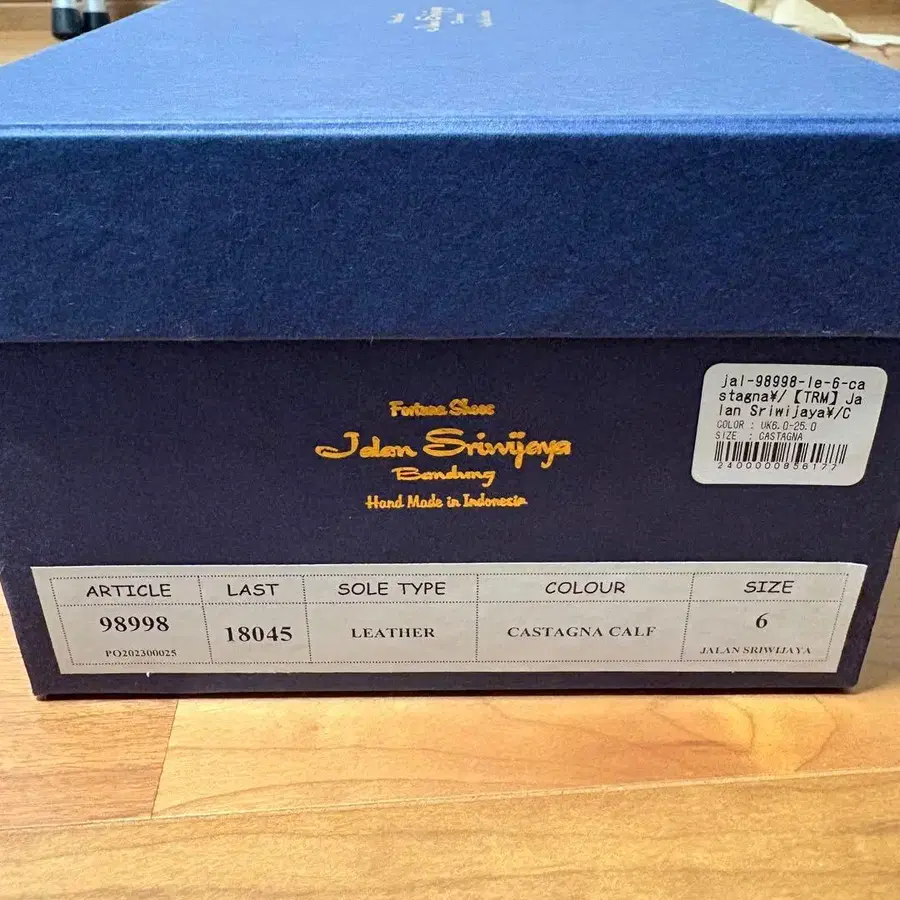 Fortuna Shoes
Jalan Sriwijaya
Bandung
Hand Made in Indonesia
jal-98998-le-6-ca
stagna¥/【TRM】Ja
lan Sriwijaya¥/C
COLOR : UK6.0-25.0
SIZE : CASTAGNA
2400000856177
ARTICLE LAST SOLE TYPE COLOUR SIZE
98998 18045 LEATHER CASTAGNA CALF 6
PO202300025 JALAN SRIWIJAYA